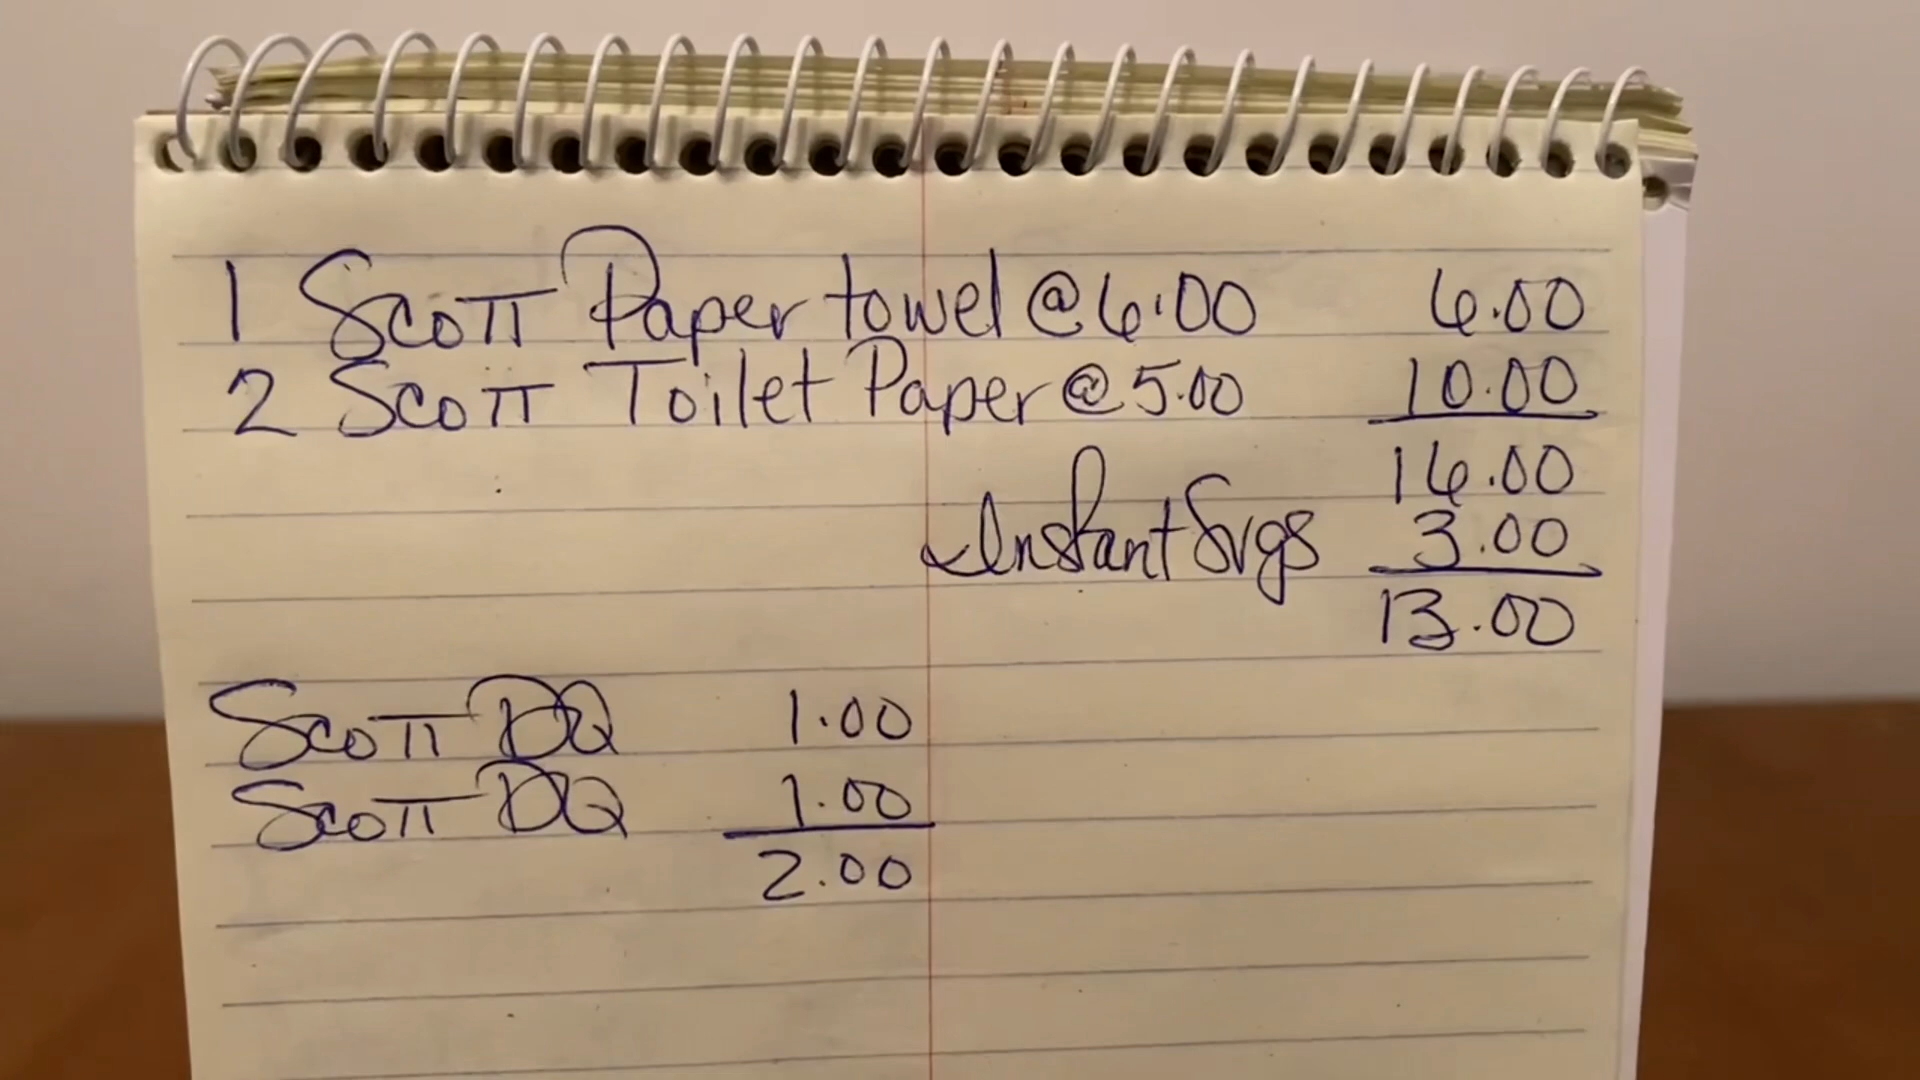 1 Scott Paper towel @ 6.00 6.00
2 Scott Toilet Paper @ 5.00 10.00
16.00
Instant Svgs 3.00
13.00
Scott DQ 1.00
Scott DQ 1.00
2.00